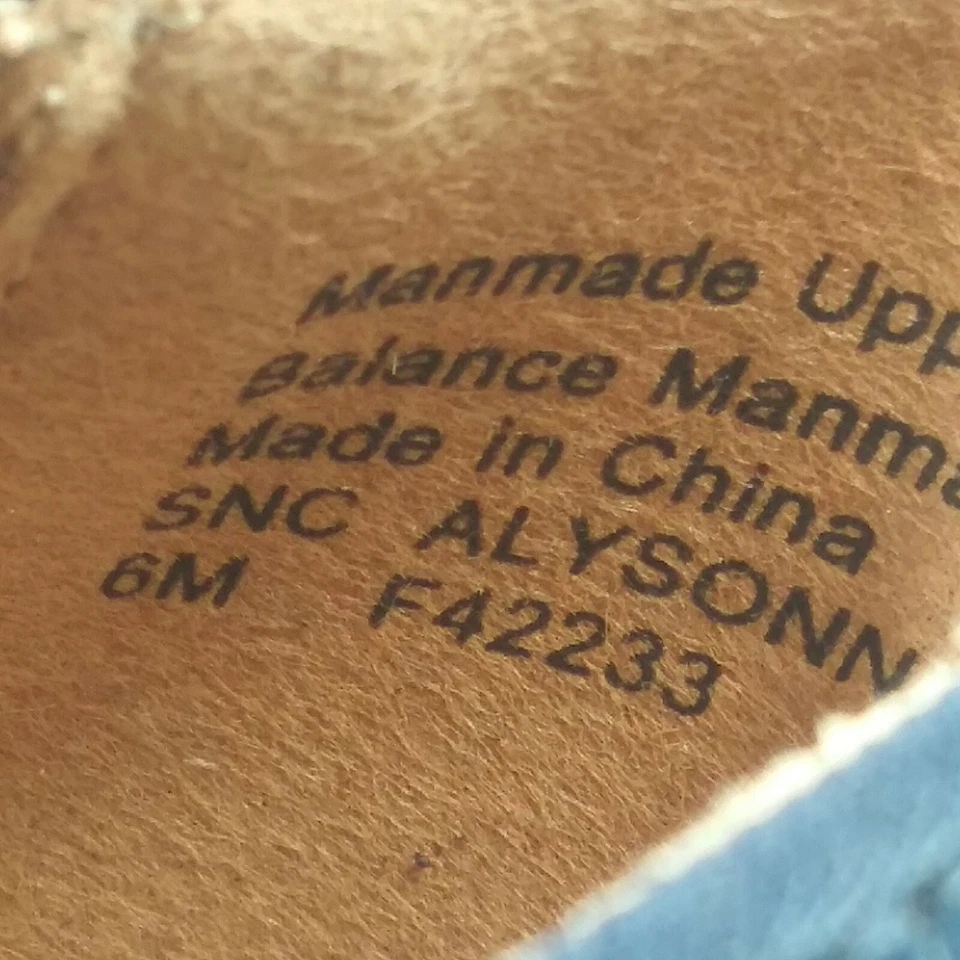 Manmade Upp
Balance Manma
Made in China
SNC ALYSONN
6M F42233